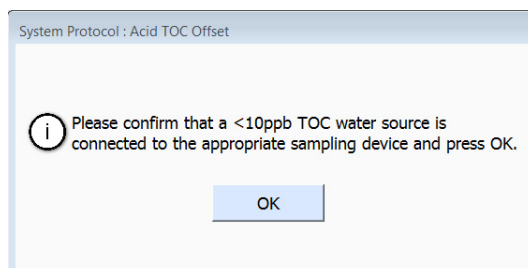 System Protocol : Acid TOC Offset
Please confirm that a <10ppb TOC water source is
connected to the appropriate sampling device and press OK.
OK